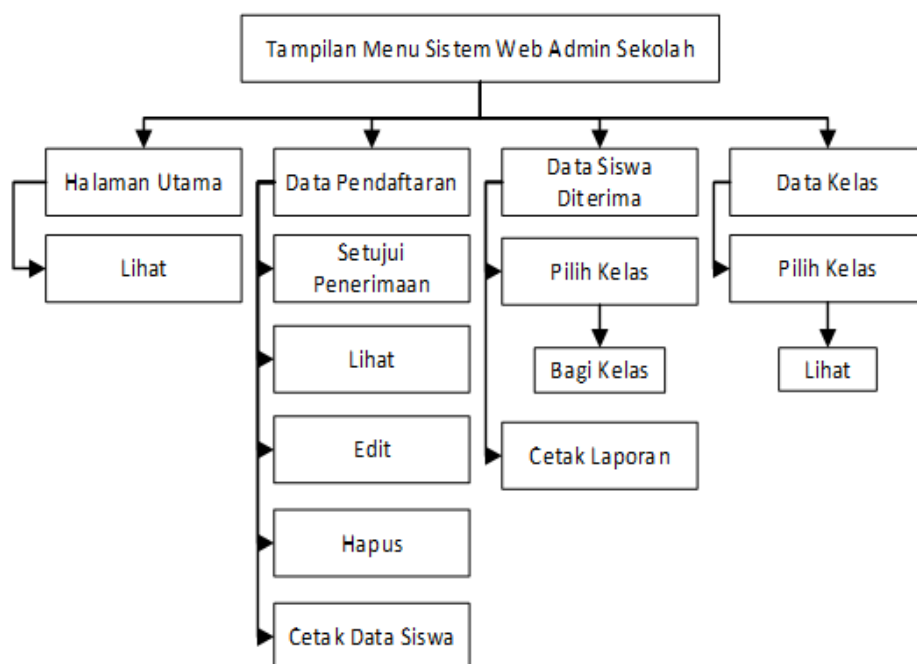 Tampilan Menu Sistem Web Admin Sekolah
Halaman Utama
Lihat
Data Pendaftaran
Setujui
Penerimaan
Lihat
Edit
Hapus
Cetak Data Siswa
Data Siswa
Diterima
Pilih Kelas
Bagi Kelas
Cetak Laporan
Data Kelas
Pilih Kelas
Lihat